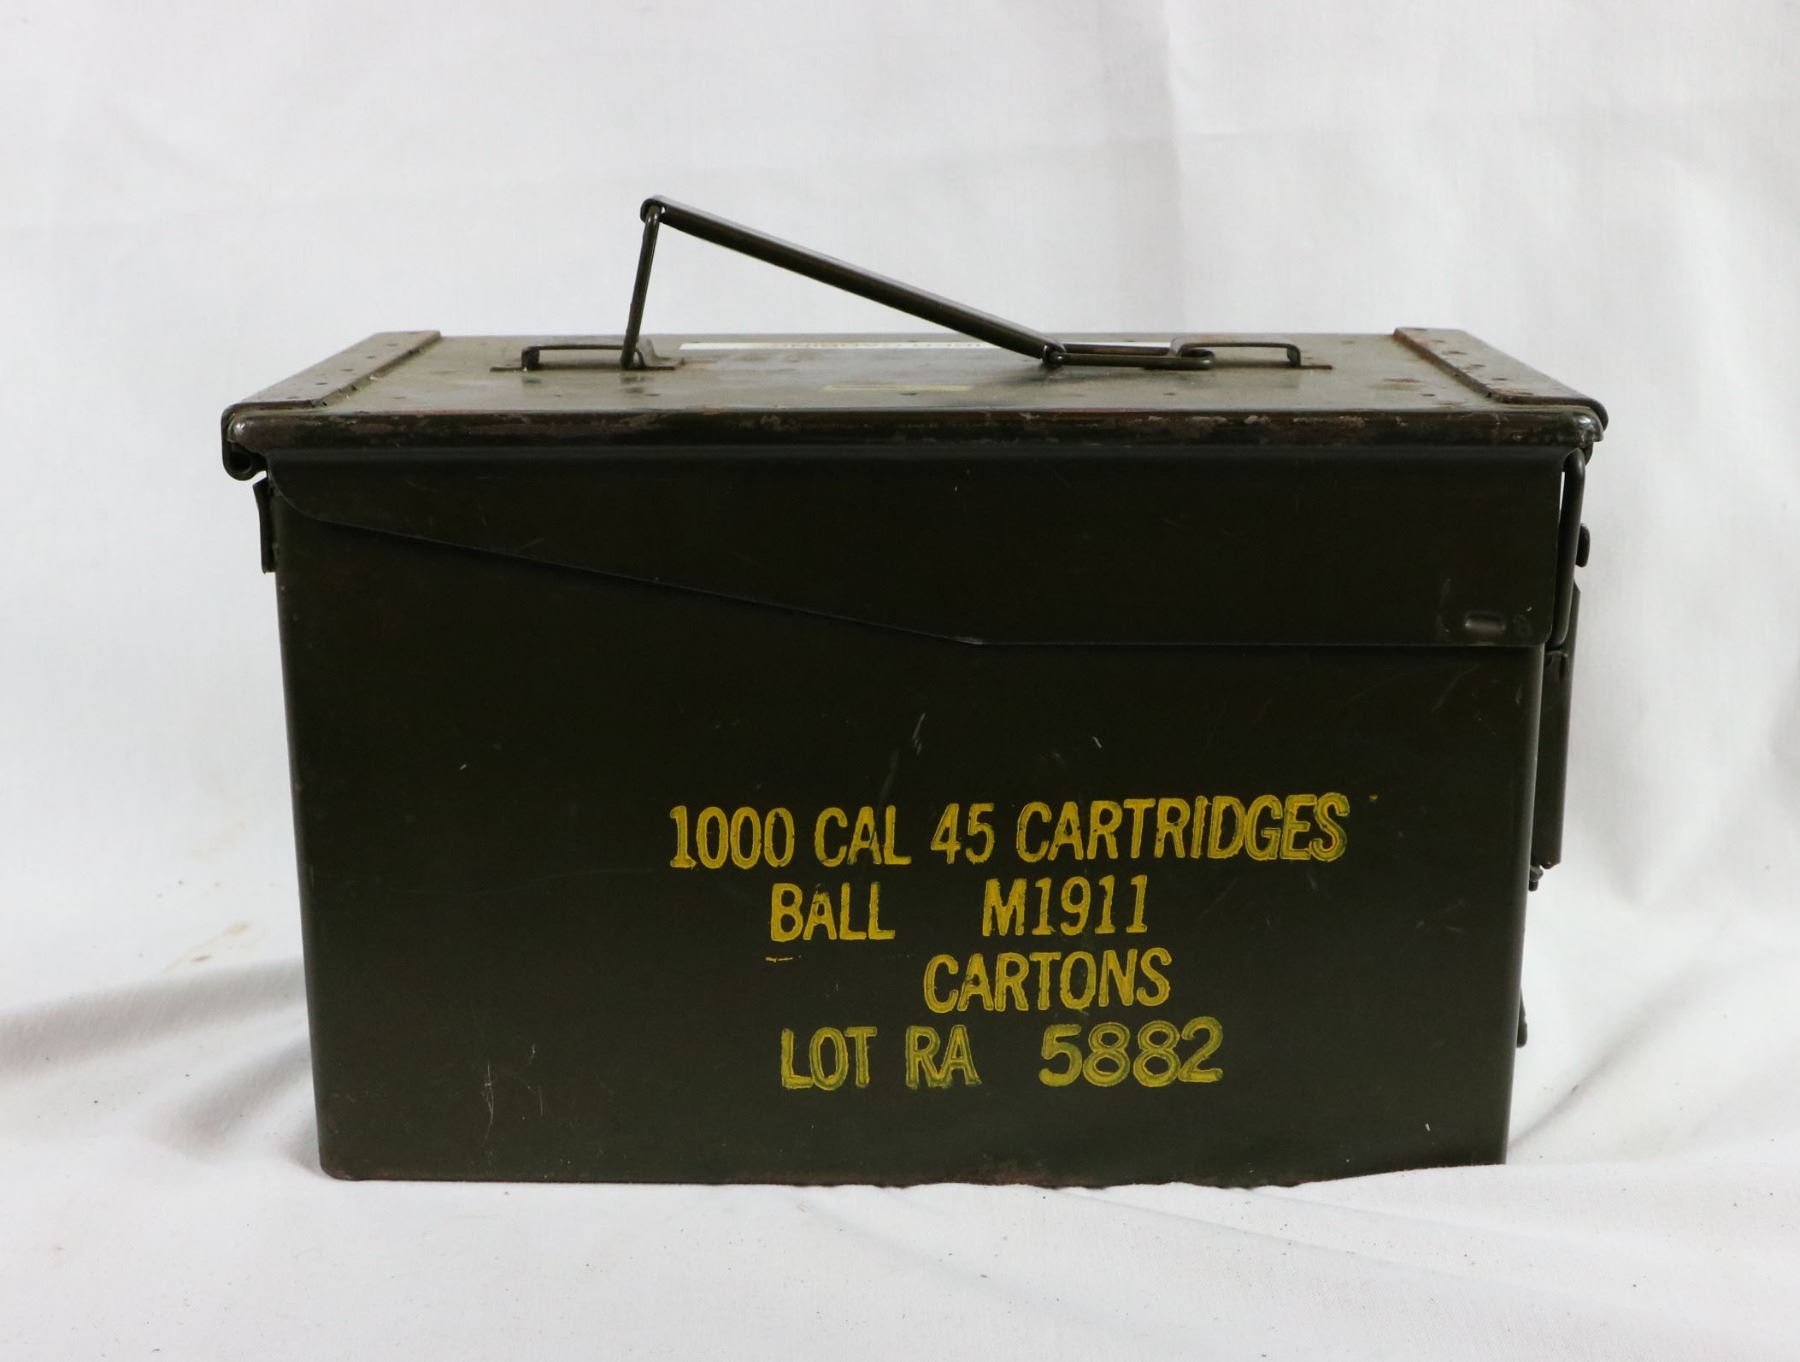 1000 CAL 45 CARTRIDGES
BALL M1911
CARTONS
LOT RA 5882